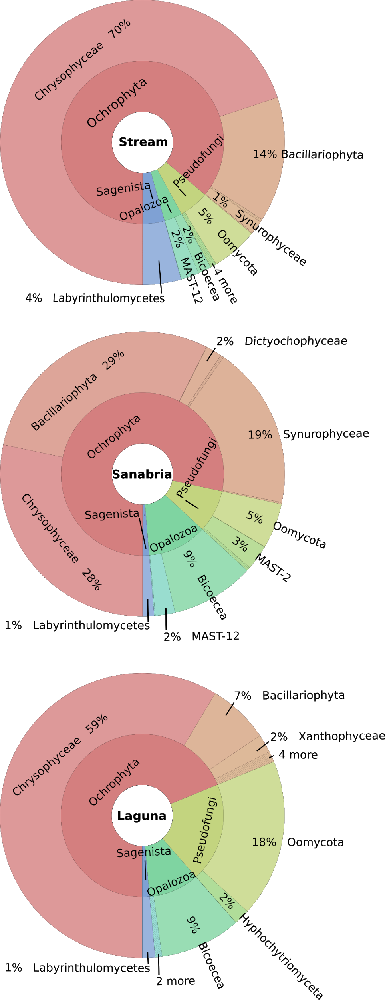 Chrysophyceae 70%
Ochrophyta
Stream
Pseudofungi
14% Bacillariophyta
Sagenista
Opalozoa
1% Synurophyceae
5% Oomycota
4 more
2% Bicoecea
2% MAST-12
4% Labyrinthulomycetes
2% Dictyochophyceae
Bacillariophyta 29%
Ochrophyta
Sanabria
Pseudofungi
19% Synurophyceae
Sagenista
Opalozoa
5% Oomycota
3% MAST-2
9% Bicoecea
Chrysophyceae 28%
1% Labyrinthulomycetes
2% MAST-12
7% Bacillariophyta
Chrysophyceae 59%
2% Xanthophyceae
4 more
Ochrophyta
Laguna
Pseudofungi
18% Oomycota
Sagenista
Opalozoa
2% Hyphochytriomyceta
9% Bicoecea
1% Labyrinthulomycetes
2 more